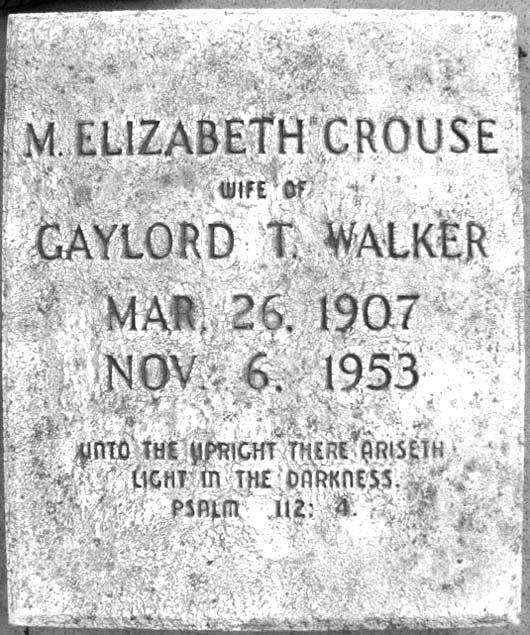 M. ELIZABETH CROUSE
WIFE OF
GAYLORD T. WALKER
MAR. 26, 1907
NOV. 6, 1953
UNTO THE UPRIGHT THERE ARISETH
LIGHT IN THE DARKNESS.
PSALM 112: 4.